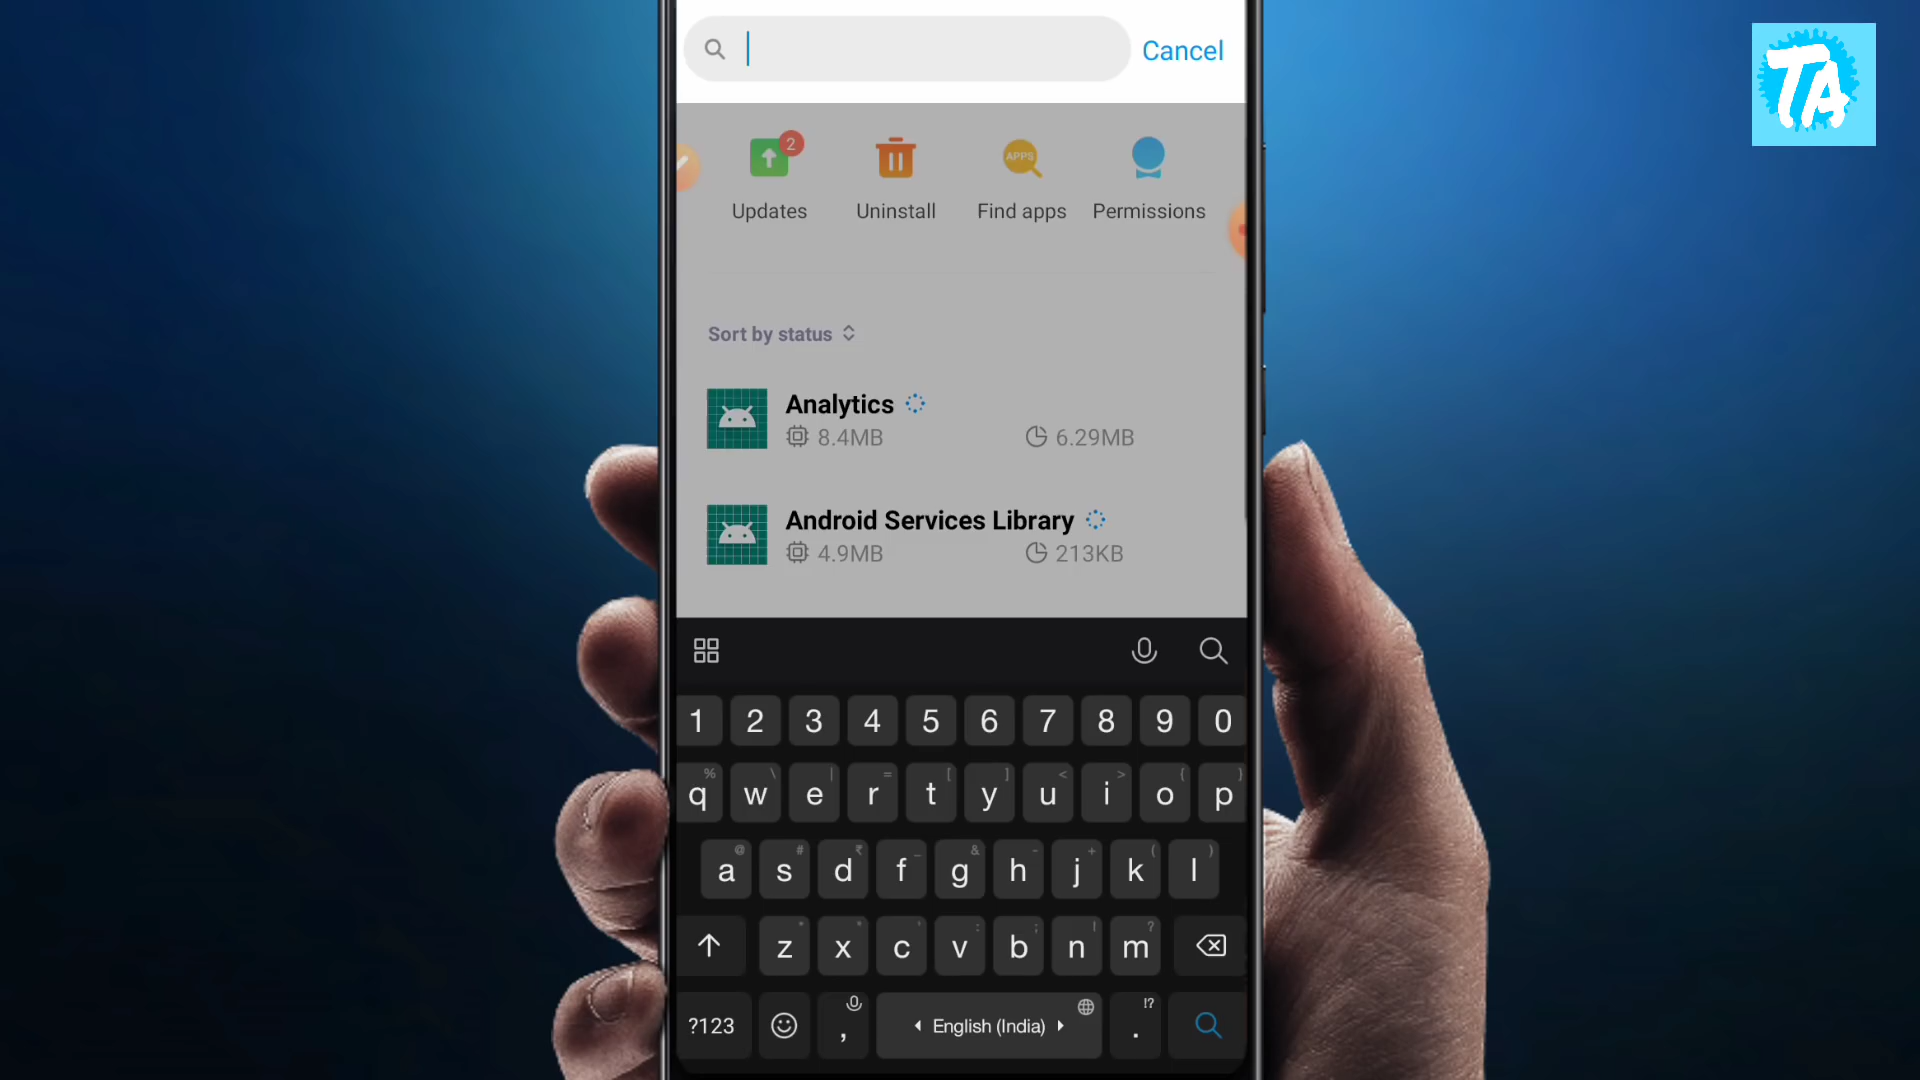 Cancel
TA
2
APPS
Updates Uninstall Find apps Permissions
Sort by status
Analytics
8.4MB 6.29MB
Android Services Library
4.9MB 213KB
1 2 3 4 5 6 7 8 9 0
% \ | = [ ] < > { }
q w e r t y u i o p
@ # ₹ _ & - + ( )
a s d f g h j k l
z x c v b n m
?123 , English (India) . !?